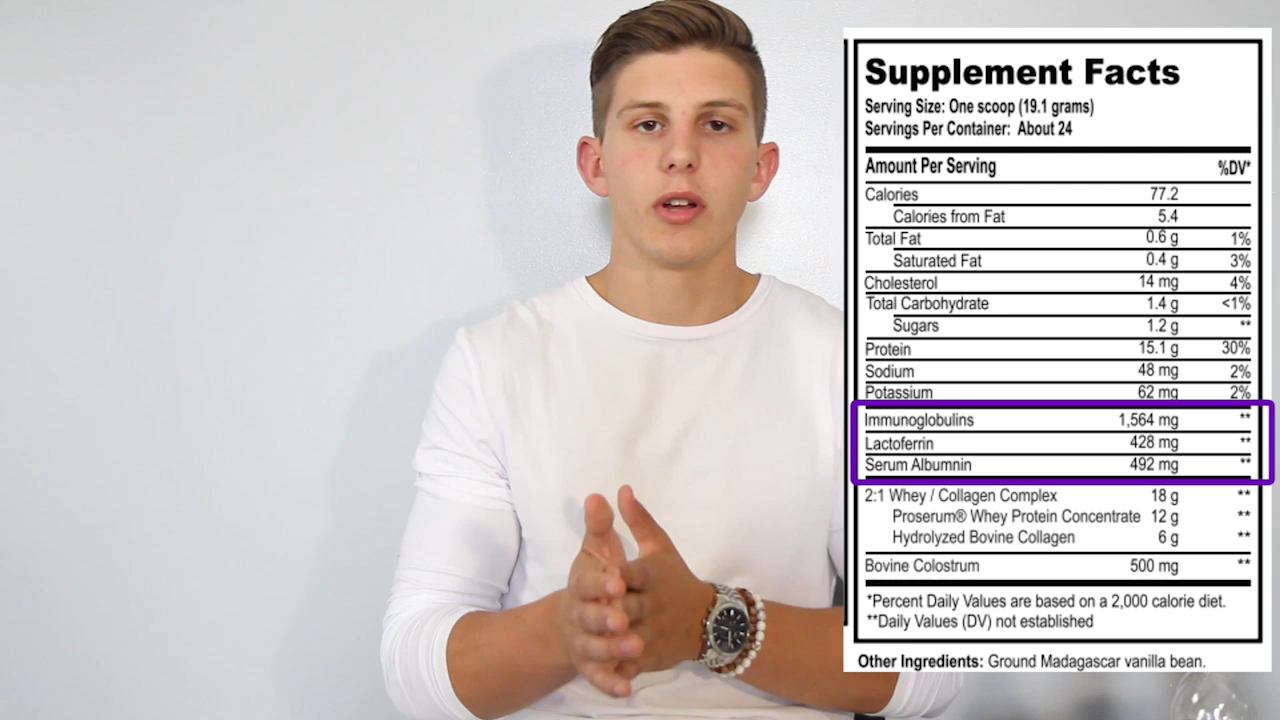 Supplement Facts
Serving Size: One scoop (19.1 grams)
Servings Per Container: About 24
Amount Per Serving %DV*
Calories 77.2
Calories from Fat 5.4
Total Fat 0.6 g 1%
Saturated Fat 0.4 g 3%
Cholesterol 14 mg 4%
Total Carbohydrate 1.4 g <1%
Sugars 1.2 g **
Protein 15.1 g 30%
Sodium 48 mg 2%
Potassium 62 mg 2%
Immunoglobulins 1,564 mg **
Lactoferrin 428 mg **
Serum Albumnin 492 mg **
2:1 Whey / Collagen Complex 18 g **
Proserum® Whey Protein Concentrate 12 g **
Hydrolyzed Bovine Collagen 6 g **
Bovine Colostrum 500 mg **
*Percent Daily Values are based on a 2,000 calorie diet.
**Daily Values (DV) not established
Other Ingredients: Ground Madagascar vanilla bean.